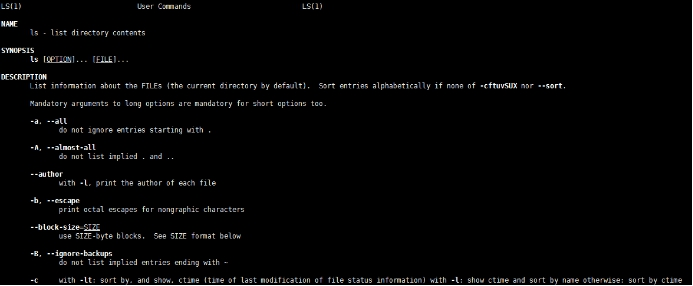 LS(1) User Commands LS(1)
NAME
ls - list directory contents
SYNOPSIS
ls [OPTION]... [FILE]...
DESCRIPTION
List information about the FILEs (the current directory by default). Sort entries alphabetically if none of -cftuvSUX nor --sort.
Mandatory arguments to long options are mandatory for short options too.
-a, --all
do not ignore entries starting with .
-A, --almost-all
do not list implied . and ..
--author
with -l, print the author of each file
-b, --escape
print octal escapes for nongraphic characters
--block-size=SIZE
use SIZE-byte blocks. See SIZE format below
-B, --ignore-backups
do not list implied entries ending with ~
-c with -lt: sort by, and show, ctime (time of last modification of file status information) with -l: show ctime and sort by name otherwise: sort by ctime